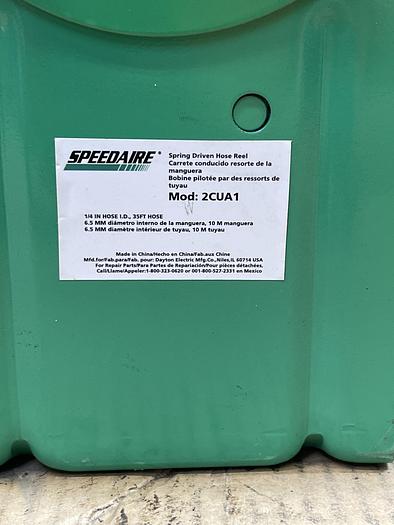 SPEEDAIRE®
Spring Driven Hose Reel
Carrete conducido resorte de la
manguera
Bobine pilotée par des ressorts de
tuyau
Mod: 2CUA1
1/4 IN HOSE I.D., 35FT HOSE
6.5 MM diámetro interno de la manguera, 10 M manguera
6.5 MM diamètre intérieur de tuyau, 10 M tuyau
Made in China/Hecho en China/Fab.aux Chine
Mfd.for/Fab.para/Fab. pour: Dayton Electric Mfg.Co.,Niles,IL 60714 USA
For Repair Parts/Para Partes de Reparación/Pour pièces détachées,
Call/Llame/Appeler:1-800-323-0620 or 001-800-527-2331 en Mexico